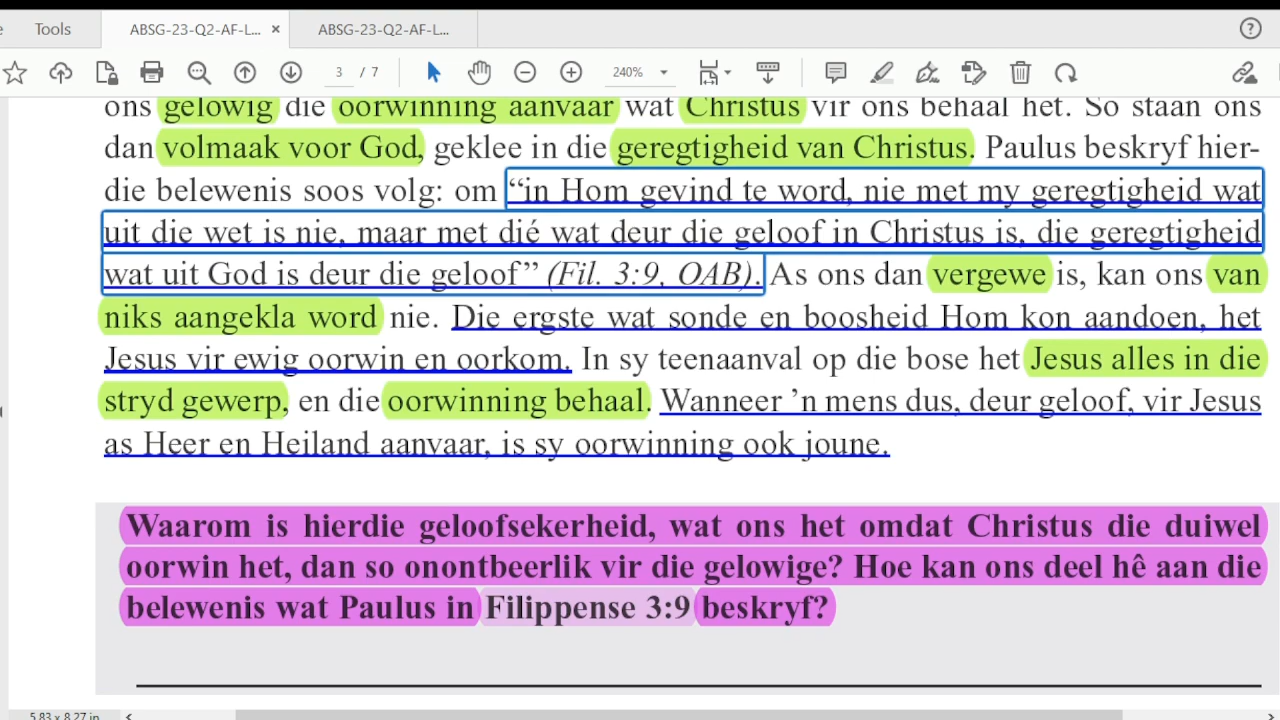 e Tools ABSG-23-Q2-AF-L... × ABSG-23-Q2-AF-L...
3 / 7 240%
ons gelowig die oorwinning aanvaar wat Christus vir ons behaal het. So staan ons
dan volmaak voor God, geklee in die geregtigheid van Christus. Paulus beskryf hier-
die belewenis soos volg: om “in Hom gevind te word, nie met my geregtigheid wat
uit die wet is nie, maar met dié wat deur die geloof in Christus is, die geregtigheid
wat uit God is deur die geloof” (Fil. 3:9, OAB). As ons dan vergewe is, kan ons van
niks aangekla word nie. Die ergste wat sonde en boosheid Hom kon aandoen, het
Jesus vir ewig oorwin en oorkom. In sy teenaanval op die bose het Jesus alles in die
stryd gewerp, en die oorwinning behaal. Wanneer ’n mens dus, deur geloof, vir Jesus
as Heer en Heiland aanvaar, is sy oorwinning ook joune.
Waarom is hierdie geloofsekerheid, wat ons het omdat Christus die duiwel
oorwin het, dan so onontbeerlik vir die gelowige? Hoe kan ons deel hê aan die
belewenis wat Paulus in Filippense 3:9 beskryf?
5.83 x 8.27 in